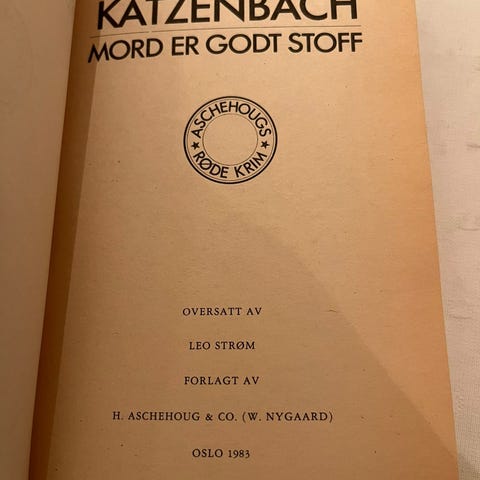 KATZENBACH
MORD ER GODT STOFF
★ ASCHEHOUGS ★
RØDE KRIM
OVERSATT AV
LEO STRØM
FORLAGT AV
H. ASCHEHOUG & CO. (W. NYGAARD)
OSLO 1983